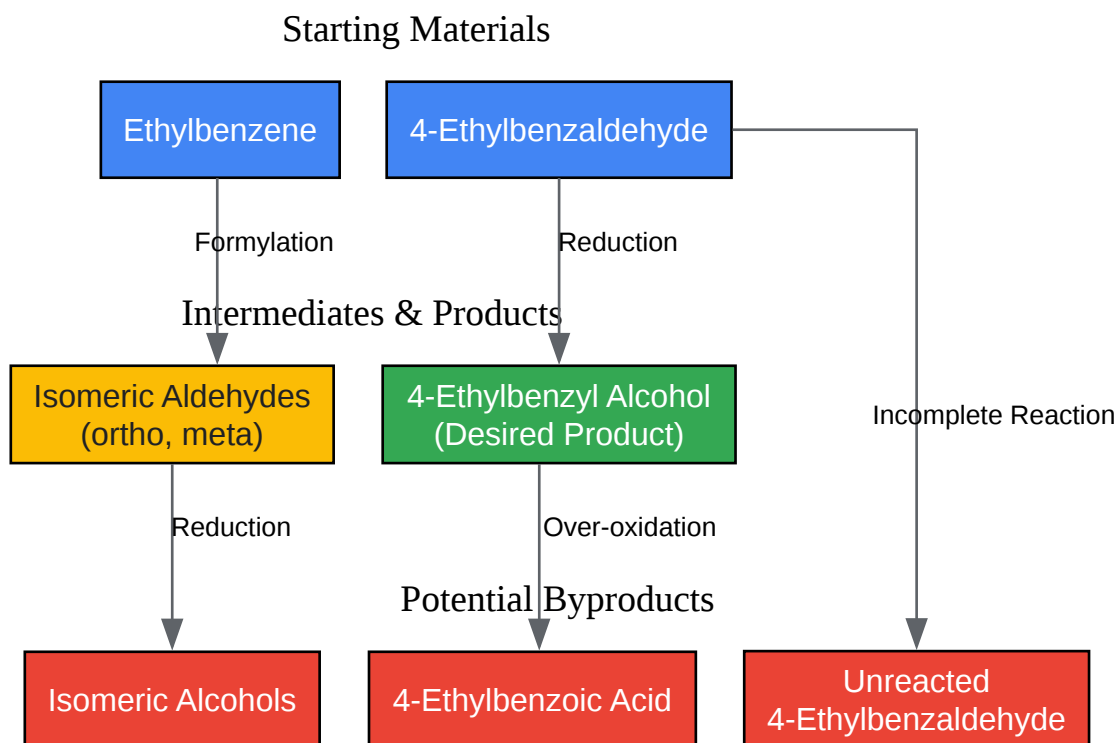 Starting Materials
Ethylbenzene
4-Ethylbenzaldehyde
Formylation
Reduction
Intermediates & Products
Isomeric Aldehydes
(ortho, meta)
4-Ethylbenzyl Alcohol
(Desired Product)
Incomplete Reaction
Reduction
Over-oxidation
Potential Byproducts
Isomeric Alcohols
4-Ethylbenzoic Acid
Unreacted
4-Ethylbenzaldehyde